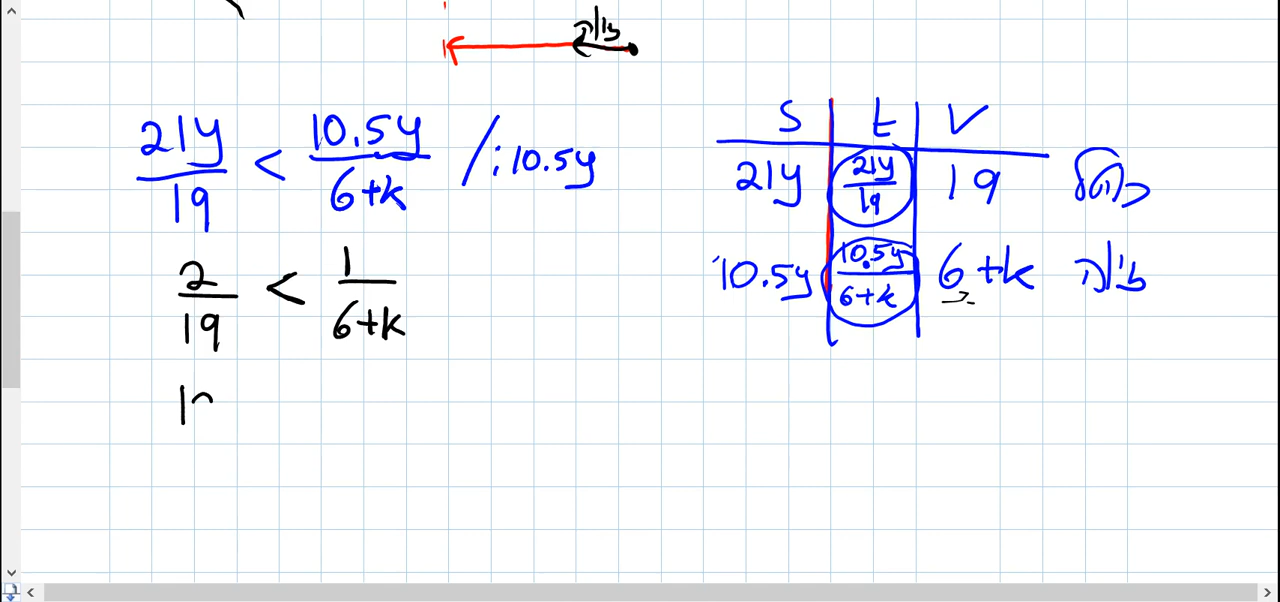 21y/19 < 10.5y/(6+k) /:10.5y
2/19 < 1/(6+k)
12
S t V
21y 21y/19 19
10.5y 10.5y/(6+k) 6+k